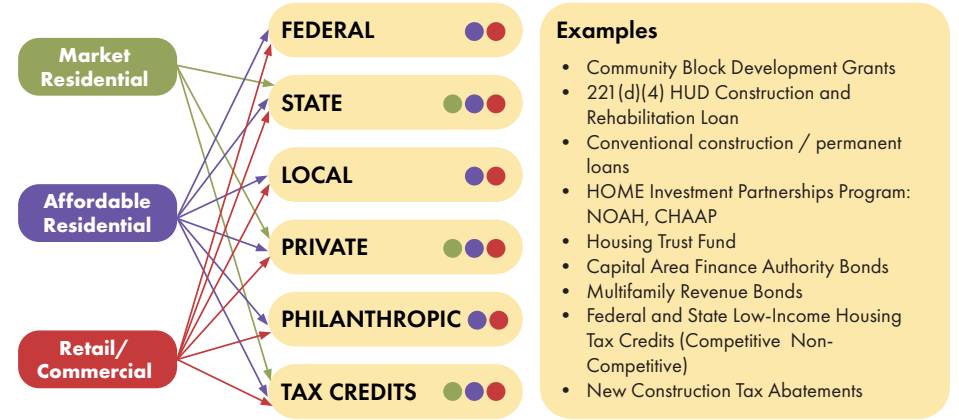 Market
Residential
Affordable
Residential
Retail/
Commercial
FEDERAL
STATE
LOCAL
PRIVATE
PHILANTHROPIC
TAX CREDITS
Examples
• Community Block Development Grants
• 221(d)(4) HUD Construction and
Rehabilitation Loan
• Conventional construction / permanent
loans
• HOME Investment Partnerships Program:
NOAH, CHAAP
• Housing Trust Fund
• Capital Area Finance Authority Bonds
• Multifamily Revenue Bonds
• Federal and State Low-Income Housing
Tax Credits (Competitive Non-
Competitive)
• New Construction Tax Abatements